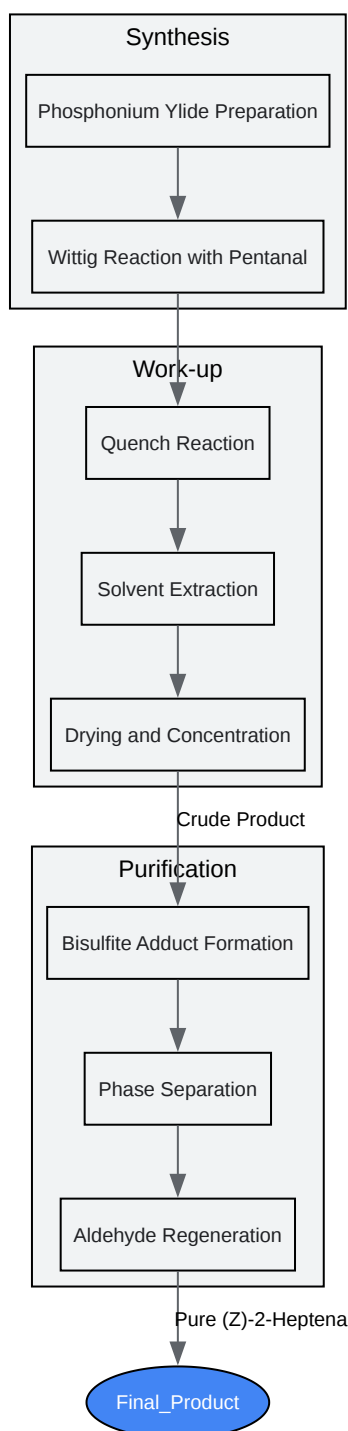 Synthesis
Phosphonium Ylide Preparation
Wittig Reaction with Pentanal
Work-up
Quench Reaction
Solvent Extraction
Drying and Concentration
Crude Product
Purification
Bisulfite Adduct Formation
Phase Separation
Aldehyde Regeneration
Pure (Z)-2-Heptena
Final_Product